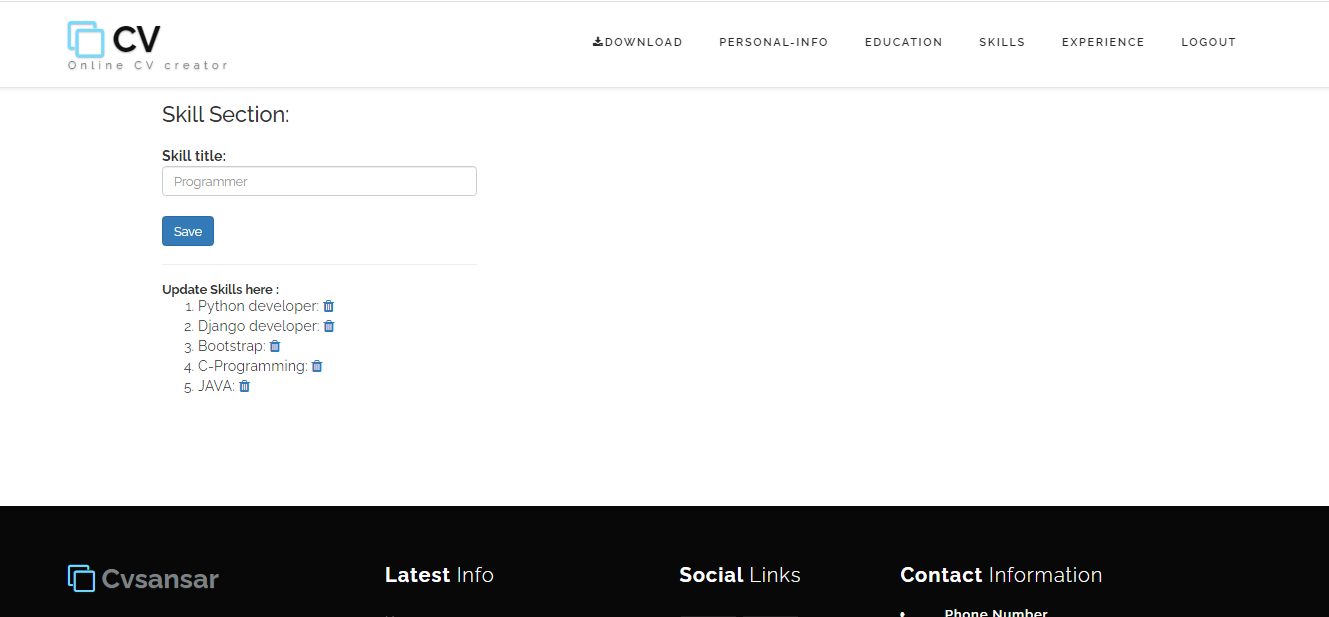 CV
Online CV creator
DOWNLOAD PERSONAL-INFO EDUCATION SKILLS EXPERIENCE LOGOUT
Skill Section:
Skill title:
Programmer
Save
Update Skills here :
1. Python developer:
2. Django developer:
3. Bootstrap:
4. C-Programming:
5. JAVA:
Cvsansar
Latest Info
Social Links
Contact Information
Phone Number